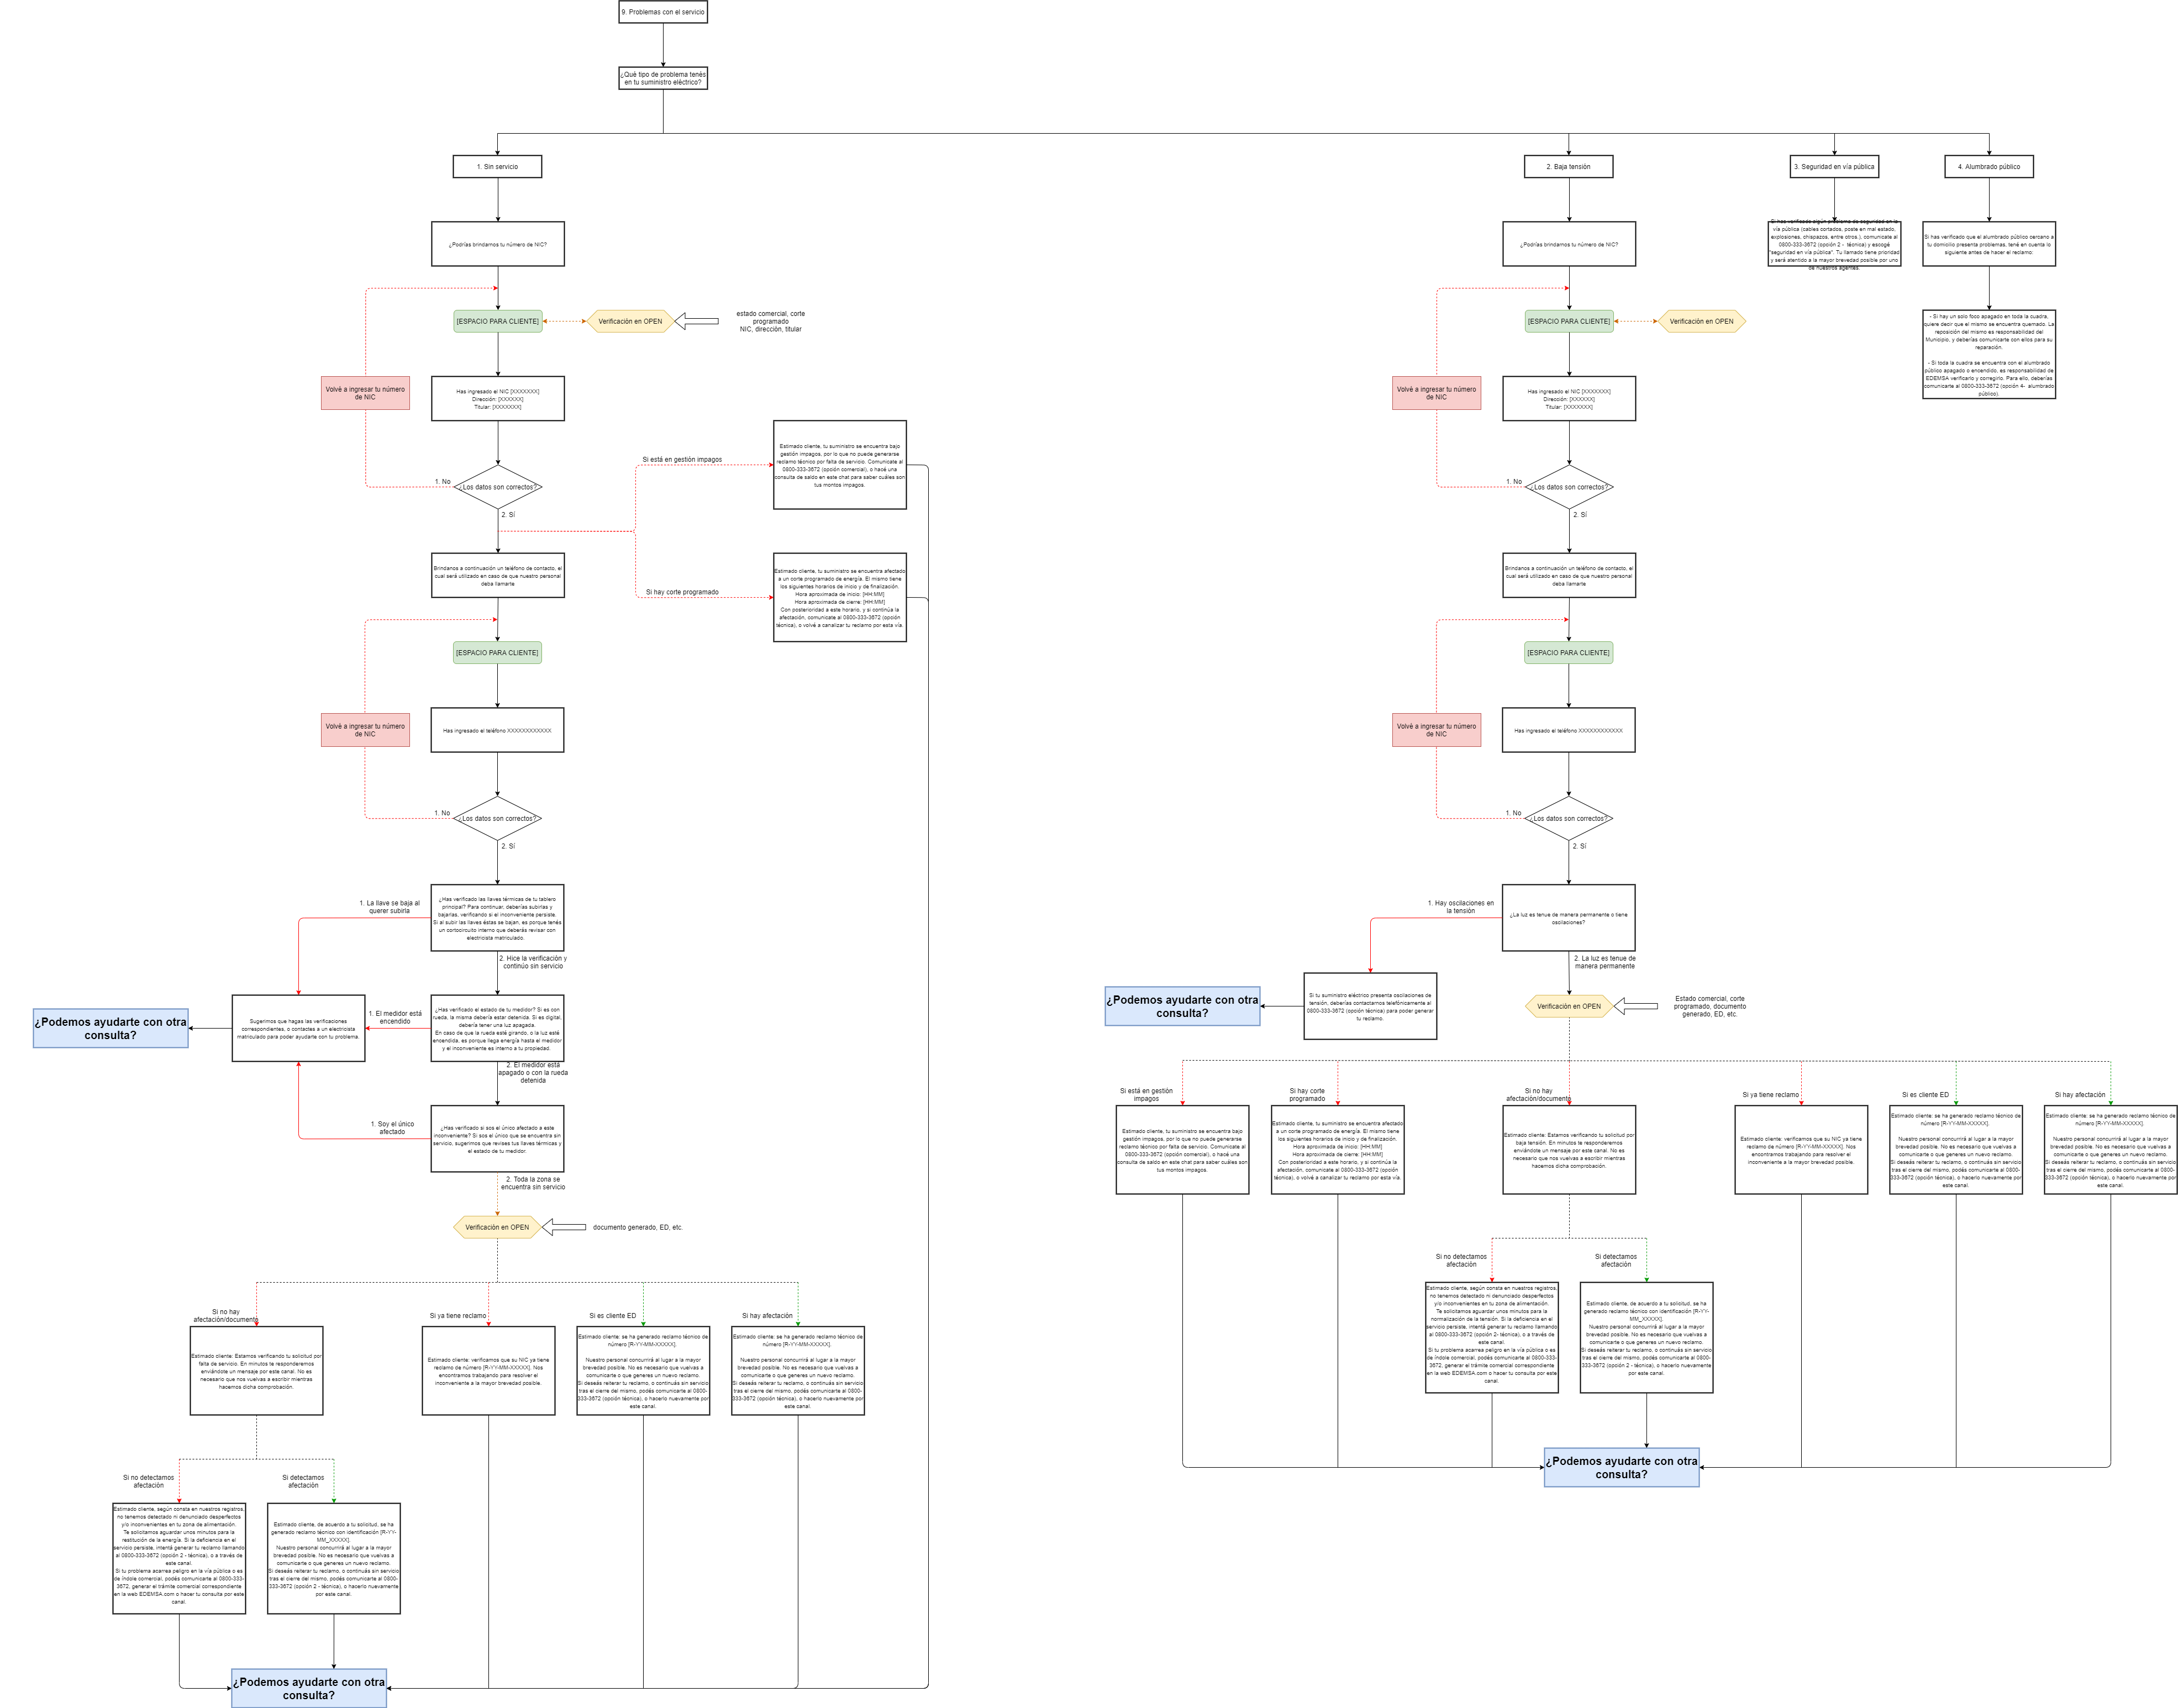 9. Problemas con el servicio
¿Qué tipo de problema tenés
en tu suministro eléctrico?
1. Sin servicio
2. Baja tensión
3. Seguridad en vía pública
4. Alumbrado público
¿Podrías brindarnos tu número de NIC?
[ESPACIO PARA CLIENTE]
Verificación en OPEN
estado comercial, corte
programado
NIC, dirección, titular
Volvé a ingresar tu número
de NIC
Has ingresado el NIC [XXXXXXX]
Dirección: [XXXXXX]
Titular: [XXXXXXX]
1. No
¿Los datos son correctos?
2. Sí
Si está en gestión impagos
Estimado cliente, tu suministro se encuentra bajo
gestión impagos, por lo que no puede generarse
reclamo técnico por falta de servicio. Comunicate al
0800-333-3672 (opción comercial), o hacé una
consulta de saldo en este chat para saber cuáles son
tus montos impagos.
Si hay corte programado
Estimado cliente, tu suministro se encuentra afectado
a un corte programado de energía. El mismo tiene
los siguientes horarios de inicio y de finalización.
Hora aproximada de inicio: [HH:MM]
Hora aproximada de cierre: [HH:MM]
Con posterioridad a este horario, y si continúa la
afectación, comunicate al 0800-333-3672 (opción
técnica), o volvé a canalizar tu reclamo por esta vía.
Brindanos a continuación un teléfono de contacto, el
cual será utilizado en caso de que nuestro personal
deba llamarte
[ESPACIO PARA CLIENTE]
Volvé a ingresar tu número
de NIC
Has ingresado el teléfono XXXXXXXXXXXX
1. No
¿Los datos son correctos?
2. Sí
1. La llave se baja al
querer subirla
¿Has verificado las llaves térmicas de tu tablero
principal? Para continuar, deberías subirlas y
bajarlas, verificando si el inconveniente persiste.
Si al subir las llaves éstas se bajan, es porque tenés
un cortocircuito interno que deberás revisar con
electricista matriculado.
2. Hice la verificación y
continúo sin servicio
¿Podemos ayudarte con otra
consulta?
Sugerimos que hagas las verificaciones
correspondientes, o contactes a un electricista
matriculado para poder ayudarte con tu problema.
1. El medidor está
encendido
¿Has verificado el estado de tu medidor? Si es con
rueda, la misma debería estar detenida. Si es digital,
debería tener una luz apagada.
En caso de que la rueda esté girando, o la luz esté
encendida, es porque llega energía hasta el medidor
y el inconveniente es interno a tu propiedad.
2. El medidor está
apagado o con la rueda
detenida
1. Soy el único
afectado
¿Has verificado si sos el único afectado a este
inconveniente? Si sos el único que se encuentra sin
servicio, sugerimos que revises tus llaves térmicas y
el estado de tu medidor.
2. Toda la zona se
encuentra sin servicio
Verificación en OPEN
documento generado, ED, etc.
Si no hay
afectación/documento
Estimado cliente: Estamos verificando tu solicitud por
falta de servicio. En minutos te responderemos
enviándote un mensaje por este canal. No es
necesario que nos vuelvas a escribir mientras
hacemos dicha comprobación.
Si ya tiene reclamo
Estimado cliente: verificamos que su NIC ya tiene
reclamo de número [R-YY-MM-XXXXX]. Nos
encontramos trabajando para resolver el
inconveniente a la mayor brevedad posible.
Si es cliente ED
Estimado cliente: se ha generado reclamo técnico de
número [R-YY-MM-XXXXX].
Nuestro personal concurrirá al lugar a la mayor
brevedad posible. No es necesario que vuelvas a
comunicarte o que generes un nuevo reclamo.
Si deseás reiterar tu reclamo, o continuás sin servicio
tras el cierre del mismo, podés comunicarte al 0800-
333-3672 (opción técnica), o hacerlo nuevamente por
este canal.
Si hay afectación
Estimado cliente: se ha generado reclamo técnico de
número [R-YY-MM-XXXXX].
Nuestro personal concurrirá al lugar a la mayor
brevedad posible. No es necesario que vuelvas a
comunicarte o que generes un nuevo reclamo.
Si deseás reiterar tu reclamo, o continuás sin servicio
tras el cierre del mismo, podés comunicarte al 0800-
333-3672 (opción técnica), o hacerlo nuevamente por
este canal.
Si no detectamos
afectación
Estimado cliente, según consta en nuestros registros,
no tenemos detectado ni denunciado desperfectos
y/o inconvenientes en tu zona de alimentación.
Te solicitamos aguardar unos minutos para la
restitución de la energía. Si la deficiencia en el
servicio persiste, intentá generar tu reclamo llamando
al 0800-333-3672 (opción 2 - técnica), o a través de
este canal.
Si tu problema acarrea peligro en la vía pública o es
de índole comercial, podés comunicarte al 0800-333-
3672, generar el trámite comercial correspondiente
en la web EDEMSA.com o hacer tu consulta por este
canal.
Si detectamos
afectación
Estimado cliente, de acuerdo a tu solicitud, se ha
generado reclamo técnico con identificación [R-YY-
MM_XXXXX].
Nuestro personal concurrirá al lugar a la mayor
brevedad posible. No es necesario que vuelvas a
comunicarte o que generes un nuevo reclamo.
Si deseás reiterar tu reclamo, o continuás sin servicio
tras el cierre del mismo, podés comunicarte al 0800-
333-3672 (opción 2 - técnica), o hacerlo nuevamente
por este canal.
¿Podemos ayudarte con otra
consulta?
¿Podrías brindarnos tu número de NIC?
[ESPACIO PARA CLIENTE]
Verificación en OPEN
Volvé a ingresar tu número
de NIC
Has ingresado el NIC [XXXXXXX]
Dirección: [XXXXXX]
Titular: [XXXXXXX]
1. No
¿Los datos son correctos?
2. Sí
Brindanos a continuación un teléfono de contacto, el
cual será utilizado en caso de que nuestro personal
deba llamarte
[ESPACIO PARA CLIENTE]
Volvé a ingresar tu número
de NIC
Has ingresado el teléfono XXXXXXXXXXXX
1. No
¿Los datos son correctos?
2. Sí
1. Hay oscilaciones en
la tensión
¿La luz es tenue de manera permanente o tiene
oscilaciones?
2. La luz es tenue de
manera permanente
¿Podemos ayudarte con otra
consulta?
Si tu suministro eléctrico presenta oscilaciones de
tensión, deberías contactarnos telefónicamente al
0800-333-3672 (opción técnica) para poder generar
tu reclamo.
Verificación en OPEN
Estado comercial, corte
programado, documento
generado, ED, etc.
Si está en gestión
impagos
Estimado cliente, tu suministro se encuentra bajo
gestión impagos, por lo que no puede generarse
reclamo técnico por falta de servicio. Comunicate al
0800-333-3672 (opción comercial), o hacé una
consulta de saldo en este chat para saber cuáles son
tus montos impagos.
Si hay corte
programado
Estimado cliente, tu suministro se encuentra afectado
a un corte programado de energía. El mismo tiene
los siguientes horarios de inicio y de finalización.
Hora aproximada de inicio: [HH:MM]
Hora aproximada de cierre: [HH:MM]
Con posterioridad a este horario, y si continúa la
afectación, comunicate al 0800-333-3672 (opción
técnica), o volvé a canalizar tu reclamo por esta vía.
Si no hay
afectación/documento
Estimado cliente: Estamos verificando tu solicitud por
baja tensión. En minutos te responderemos
enviándote un mensaje por este canal. No es
necesario que nos vuelvas a escribir mientras
hacemos dicha comprobación.
Si ya tiene reclamo
Estimado cliente: verificamos que su NIC ya tiene
reclamo de número [R-YY-MM-XXXXX]. Nos
encontramos trabajando para resolver el
inconveniente a la mayor brevedad posible.
Si es cliente ED
Estimado cliente: se ha generado reclamo técnico de
número [R-YY-MM-XXXXX].
Nuestro personal concurrirá al lugar a la mayor
brevedad posible. No es necesario que vuelvas a
comunicarte o que generes un nuevo reclamo.
Si deseás reiterar tu reclamo, o continuás sin servicio
tras el cierre del mismo, podés comunicarte al 0800-
333-3672 (opción técnica), o hacerlo nuevamente por
este canal.
Si hay afectación
Estimado cliente: se ha generado reclamo técnico de
número [R-YY-MM-XXXXX].
Nuestro personal concurrirá al lugar a la mayor
brevedad posible. No es necesario que vuelvas a
comunicarte o que generes un nuevo reclamo.
Si deseás reiterar tu reclamo, o continuás sin servicio
tras el cierre del mismo, podés comunicarte al 0800-
333-3672 (opción técnica), o hacerlo nuevamente por
este canal.
Si no detectamos
afectación
Estimado cliente, según consta en nuestros registros,
no tenemos detectado ni denunciado desperfectos
y/o inconvenientes en tu zona de alimentación.
Te solicitamos aguardar unos minutos para la
normalización de la tensión. Si la deficiencia en el
servicio persiste, intentá generar tu reclamo llamando
al 0800-333-3672 (opción 2- técnica), o a través de
este canal.
Si tu problema acarrea peligro en la vía pública o es
de índole comercial, podés comunicarte al 0800-333-
3672, generar el trámite comercial correspondiente
en la web EDEMSA.com o hacer tu consulta por este
canal.
Si detectamos
afectación
Estimado cliente, de acuerdo a tu solicitud, se ha
generado reclamo técnico con identificación [R-YY-
MM_XXXXX].
Nuestro personal concurrirá al lugar a la mayor
brevedad posible. No es necesario que vuelvas a
comunicarte o que generes un nuevo reclamo.
Si deseás reiterar tu reclamo, o continuás sin servicio
tras el cierre del mismo, podés comunicarte al 0800-
333-3672 (opción 2 - técnica), o hacerlo nuevamente
por este canal.
¿Podemos ayudarte con otra
consulta?
Si has verificado algún problema de seguridad en la
vía pública (cables cortados, poste en mal estado,
explosiones, chispazos, entre otros.), comunicate al
0800-333-3672 (opción 2 - técnica) y escogé
"seguridad en vía pública". Tu llamado tiene prioridad
y será atentido a la mayor brevedad posible por uno
de nuestros agentes.
Si has verificado que el alumbrado público cercano a
tu domicilio presenta problemas, tené en cuenta lo
siguiente antes de hacer el reclamo:
- Si hay un solo foco apagado en toda la cuadra,
quiere decir que el mismo se encuentra quemado. La
reposición del mismo es responsabilidad del
Municipio, y deberías comunicarte con ellos para su
reparación.
- Si toda la cuadra se encuentra con el alumbrado
público apagado o encendido, es responsabilidad de
EDEMSA verificarlo y corregirlo. Para ello, deberías
comunicarte al 0800-333-3672 (opción 4- alumbrado
público).